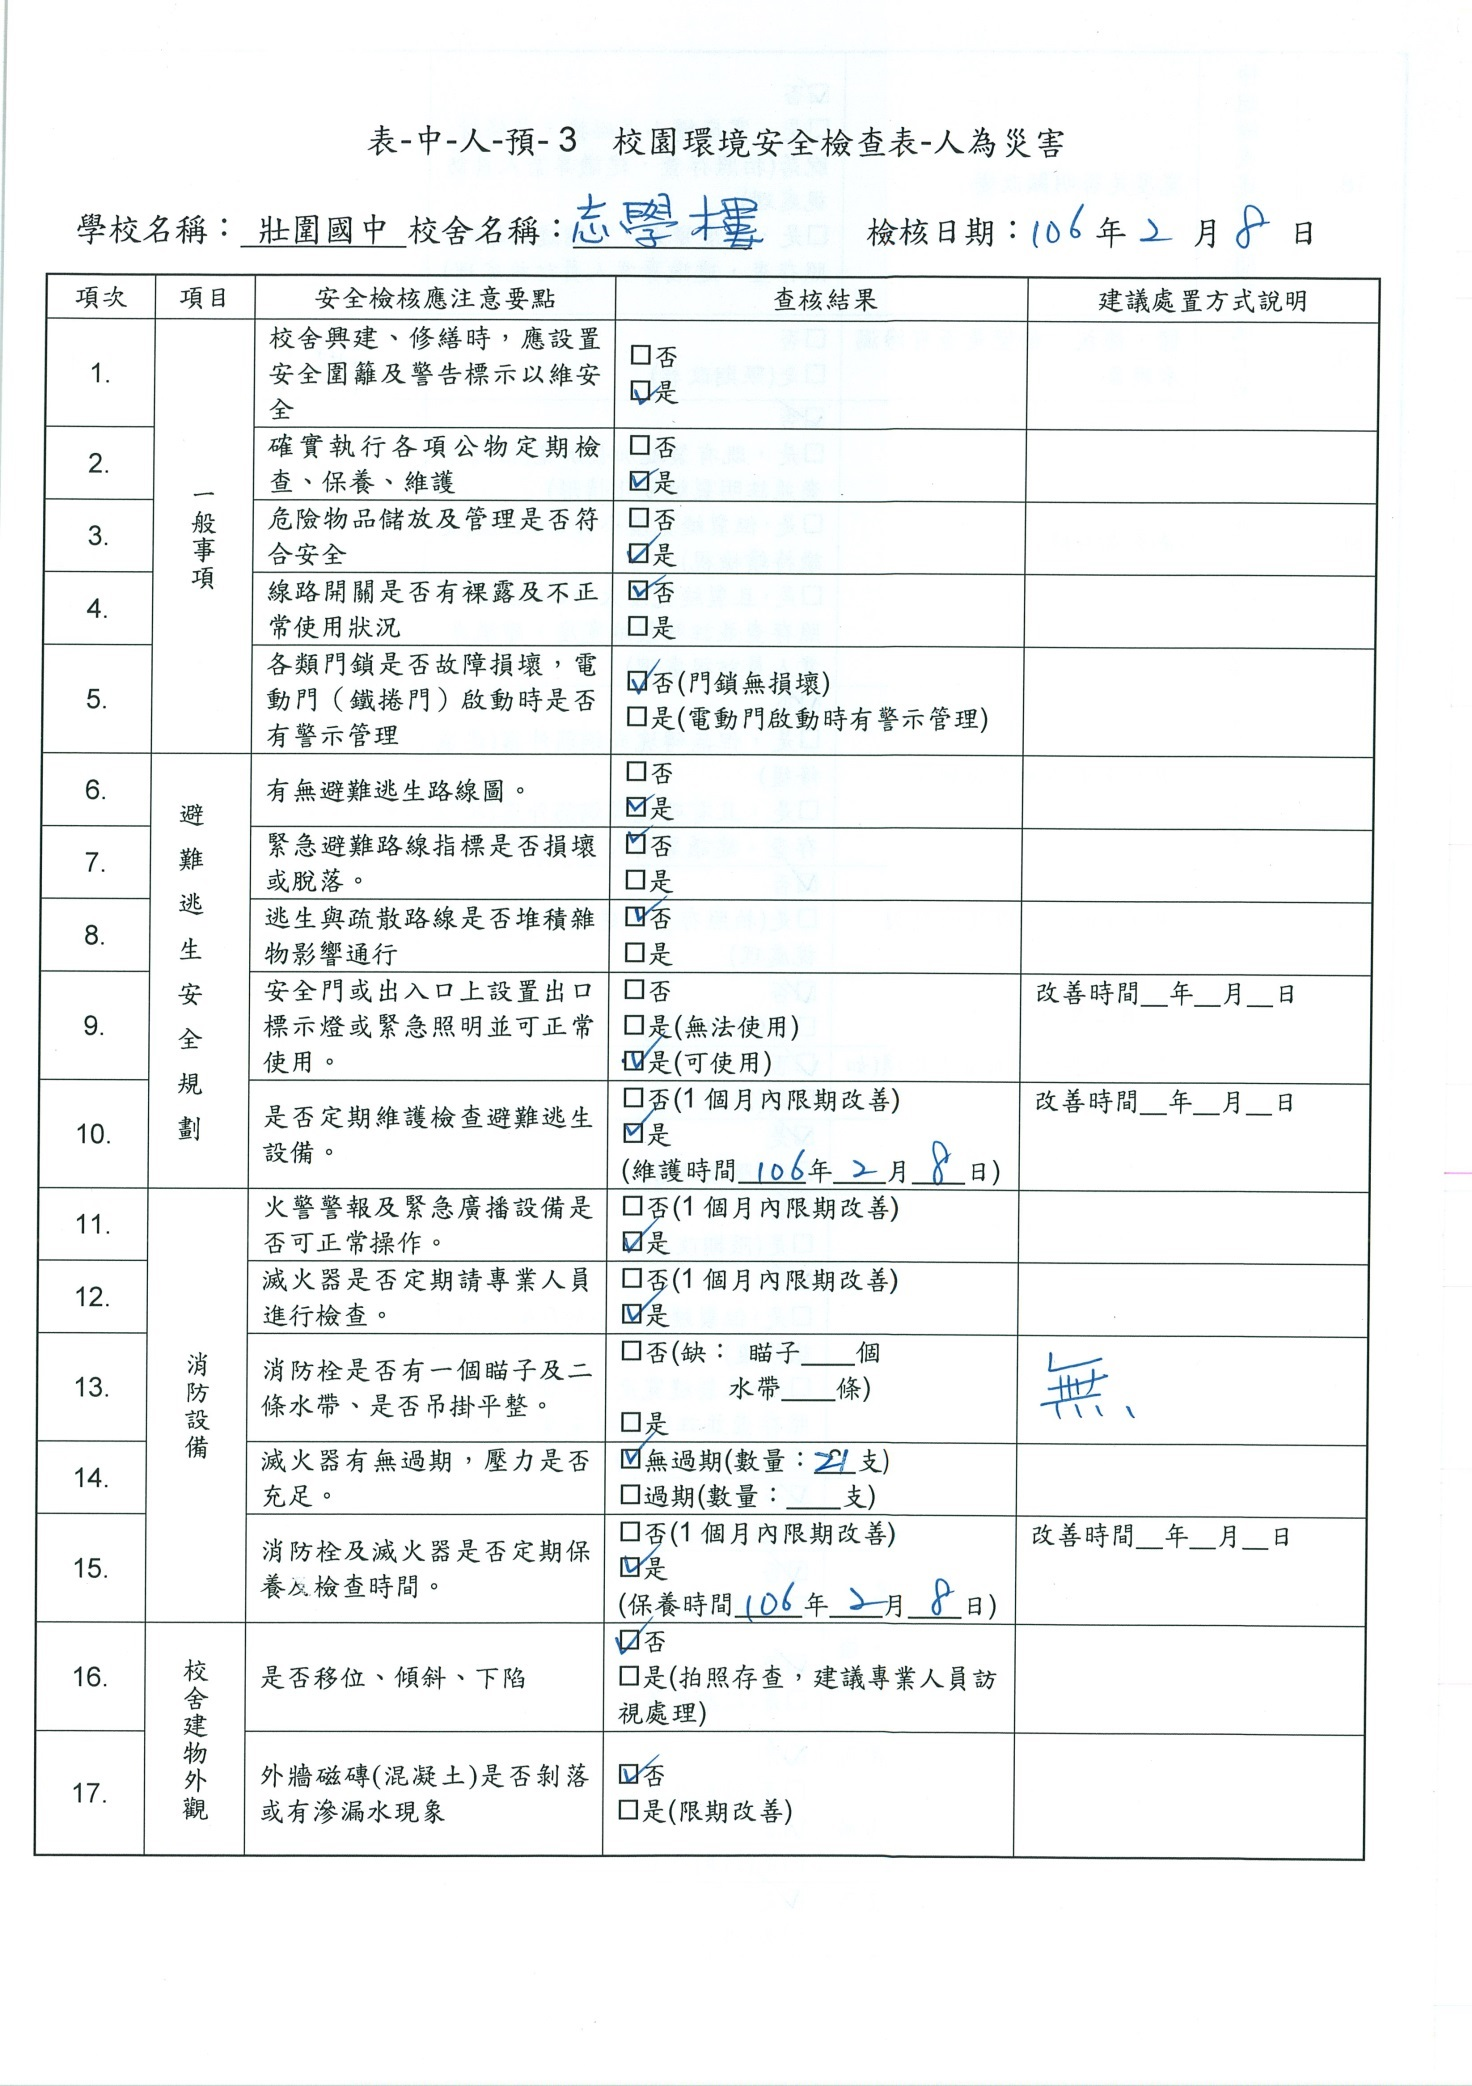 表-中-人-預- 3　校園環境安全檢查表-人為災害
學校名稱： 壯圍國中 校舍名稱：志學樓 檢核日期：106 年 2 月 8 日
項次 項目 安全檢核應注意要點 查核結果 建議處置方式說明
一般事項
1. 校舍興建、修繕時，應設置
安全圍籬及警告標示以維安
全
□否
☑是
2. 確實執行各項公物定期檢
查、保養、維護
□否
☑是
3. 危險物品儲放及管理是否符
合安全
□否
☑是
4. 線路開關是否有裸露及不正
常使用狀況
☑否
□是
5. 各類門鎖是否故障損壞，電
動門（鐵捲門）啟動時是否
有警示管理
☑否(門鎖無損壞)
□是(電動門啟動時有警示管理)
避難逃生安全規劃
6. 有無避難逃生路線圖。
□否
☑是
7. 緊急避難路線指標是否損壞
或脫落。
☑否
□是
8. 逃生與疏散路線是否堆積雜
物影響通行
☑否
□是
9. 安全門或出入口上設置出口
標示燈或緊急照明並可正常
使用。
□否
□是(無法使用)
☑是(可使用)
改善時間__年__月__日
10. 是否定期維護檢查避難逃生
設備。
□否(1 個月內限期改善)
☑是
(維護時間 106 年 2 月 8 日)
改善時間__年__月__日
消防設備
11. 火警警報及緊急廣播設備是
否可正常操作。
□否(1 個月內限期改善)
☑是
12. 滅火器是否定期請專業人員
進行檢查。
□否(1 個月內限期改善)
☑是
13. 消防栓是否有一個瞄子及二
條水帶、是否吊掛平整。
□否(缺： 瞄子____個
水帶____條)
□是
無
14. 滅火器有無過期，壓力是否
充足。
☑無過期(數量：21支)
□過期(數量：____支)
15. 消防栓及滅火器是否定期保
養及檢查時間。
□否(1 個月內限期改善)
☑是
(保養時間 106 年 2 月 8 日)
改善時間__年__月__日
校舍建物外觀
16. 是否移位、傾斜、下陷
☑否
□是(拍照存查，建議專業人員訪
視處理)
17. 外牆磁磚(混凝土)是否剝落
或有滲漏水現象
☑否
□是(限期改善)